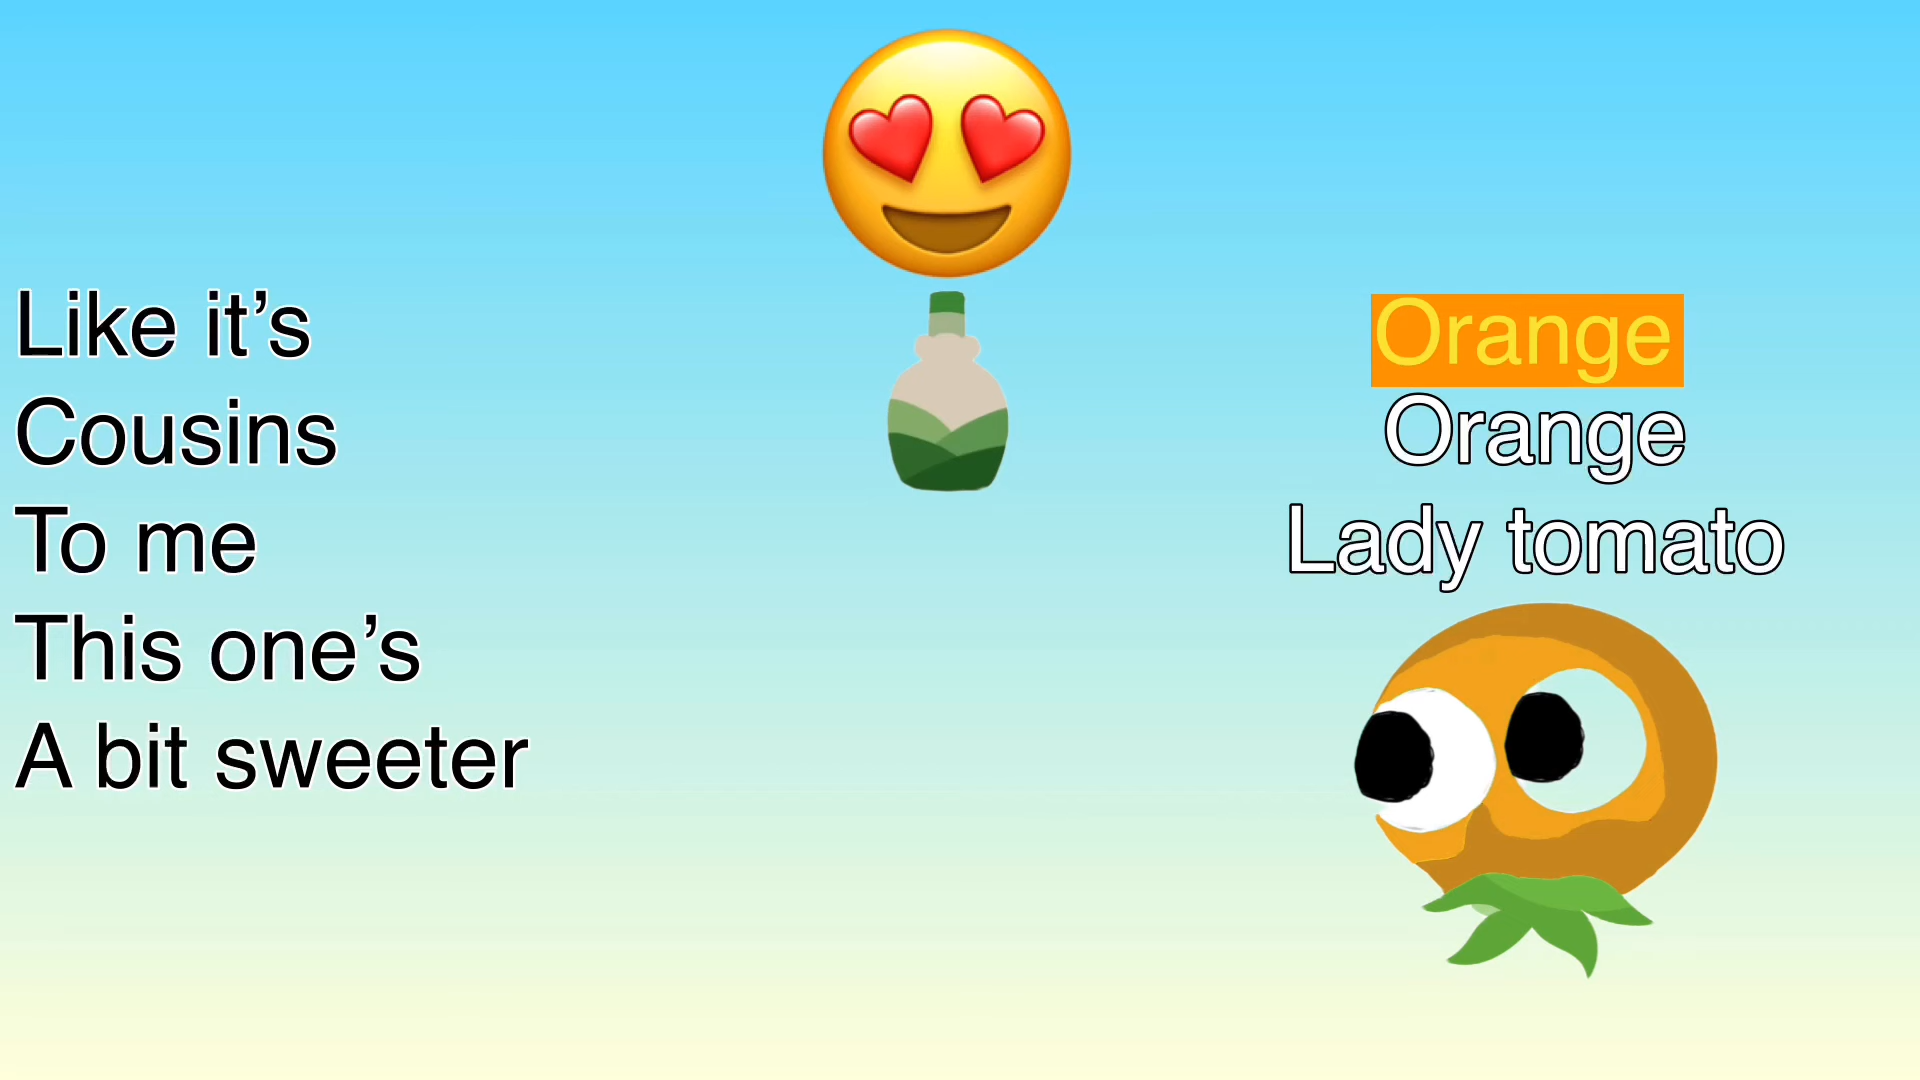 Like it’s
Cousins
To me
This one’s
A bit sweeter
Orange
Orange
Lady tomato